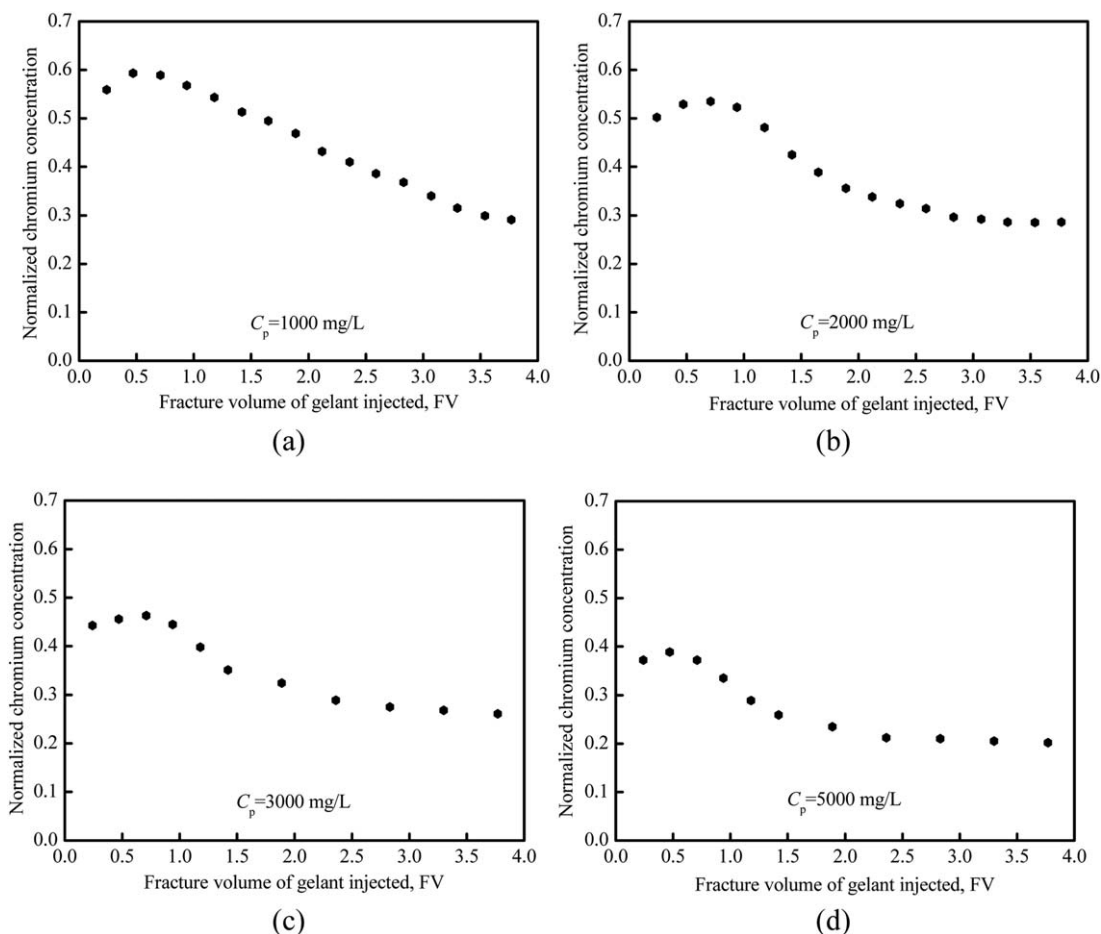 0.7
0.6
0.5
0.4
0.3
0.2
0.1
0.0
Normalized chromium concentration
Cp=1000 mg/L
0.0 0.5 1.0 1.5 2.0 2.5 3.0 3.5 4.0
Fracture volume of gelant injected, FV
(a)
0.7
0.6
0.5
0.4
0.3
0.2
0.1
0.0
Normalized chromium concentration
Cp=2000 mg/L
0.0 0.5 1.0 1.5 2.0 2.5 3.0 3.5 4.0
Fracture volume of gelant injected, FV
(b)
0.7
0.6
0.5
0.4
0.3
0.2
0.1
0.0
Normalized chromium concentration
Cp=3000 mg/L
0.0 0.5 1.0 1.5 2.0 2.5 3.0 3.5 4.0
Fracture volume of gelant injected, FV
(c)
0.7
0.6
0.5
0.4
0.3
0.2
0.1
0.0
Normalized chromium concentration
Cp=5000 mg/L
0.0 0.5 1.0 1.5 2.0 2.5 3.0 3.5 4.0
Fracture volume of gelant injected, FV
(d)